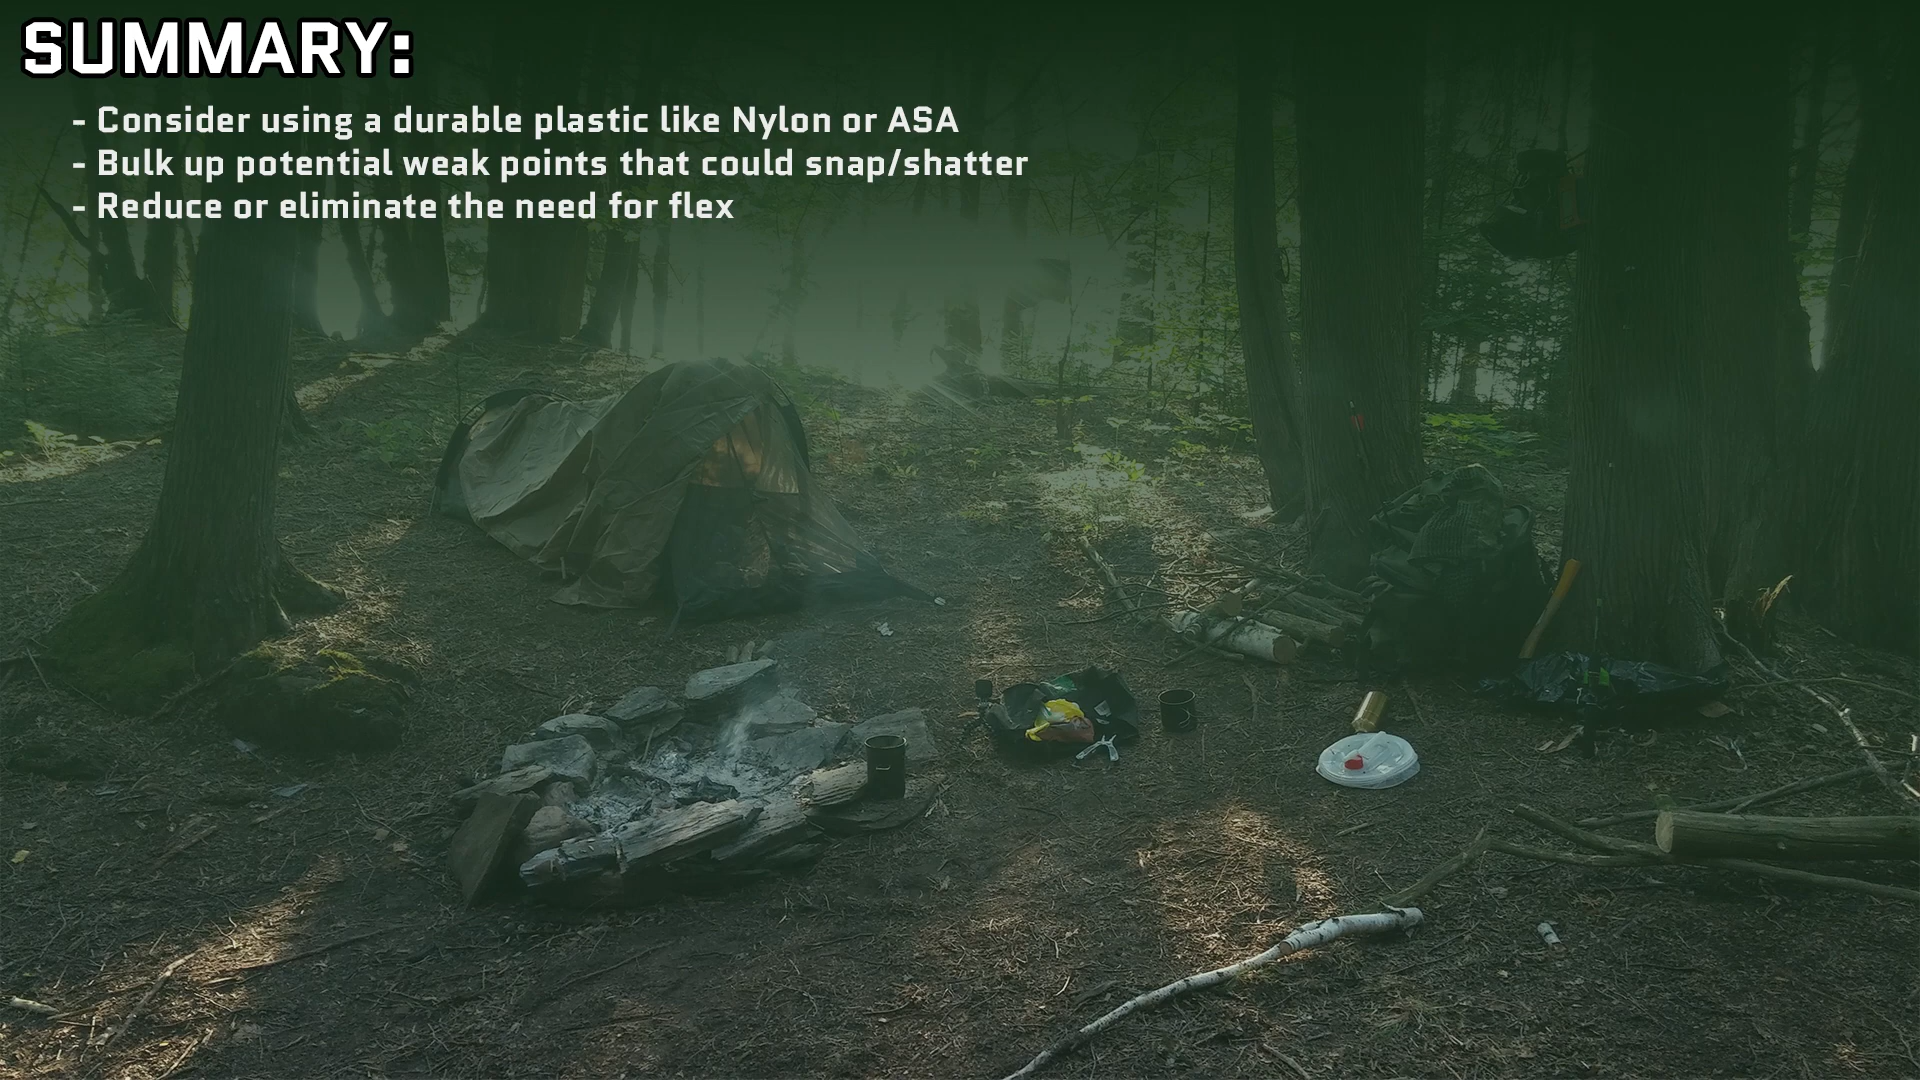 SUMMARY:
- Consider using a durable plastic like Nylon or ASA
- Bulk up potential weak points that could snap/shatter
- Reduce or eliminate the need for flex